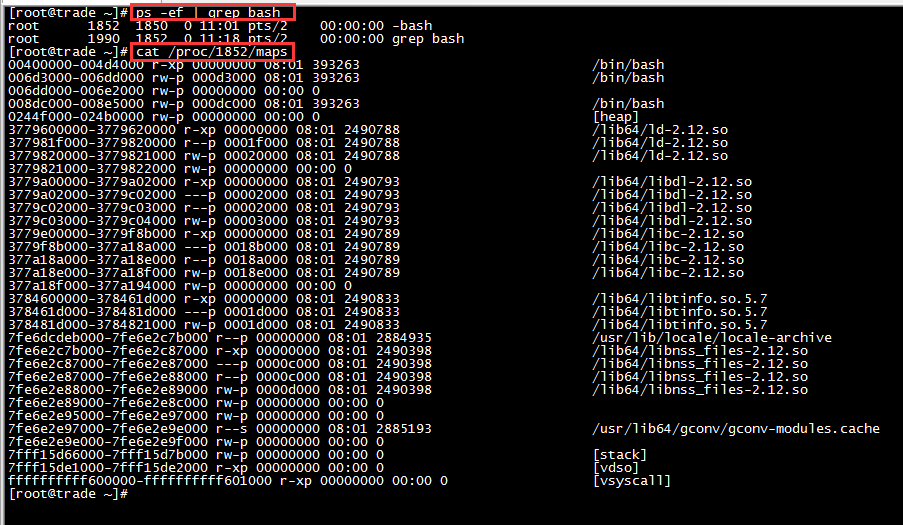 [root@trade ~]# ps -ef | grep bash
root 1852 1850 0 11:01 pts/2 00:00:00 -bash
root 1990 1852 0 11:18 pts/2 00:00:00 grep bash
[root@trade ~]# cat /proc/1852/maps
00400000-004d4000 r-xp 00000000 08:01 393263 /bin/bash
006d3000-006dd000 rw-p 000d3000 08:01 393263 /bin/bash
006dd000-006e2000 rw-p 00000000 00:00 0
008dc000-008e5000 rw-p 000dc000 08:01 393263 /bin/bash
0244f000-024b0000 rw-p 00000000 00:00 0 [heap]
3779600000-3779620000 r-xp 00000000 08:01 2490788 /lib64/ld-2.12.so
377981f000-3779820000 r--p 0001f000 08:01 2490788 /lib64/ld-2.12.so
3779820000-3779821000 rw-p 00020000 08:01 2490788 /lib64/ld-2.12.so
3779821000-3779822000 rw-p 00000000 00:00 0
3779a00000-3779a02000 r-xp 00000000 08:01 2490793 /lib64/libdl-2.12.so
3779a02000-3779c02000 ---p 00002000 08:01 2490793 /lib64/libdl-2.12.so
3779c02000-3779c03000 r--p 00002000 08:01 2490793 /lib64/libdl-2.12.so
3779c03000-3779c04000 rw-p 00003000 08:01 2490793 /lib64/libdl-2.12.so
3779e00000-3779f8b000 r-xp 00000000 08:01 2490789 /lib64/libc-2.12.so
3779f8b000-377a18a000 ---p 0018b000 08:01 2490789 /lib64/libc-2.12.so
377a18a000-377a18e000 r--p 0018a000 08:01 2490789 /lib64/libc-2.12.so
377a18e000-377a18f000 rw-p 0018e000 08:01 2490789 /lib64/libc-2.12.so
377a18f000-377a194000 rw-p 00000000 00:00 0
3784600000-378461d000 r-xp 00000000 08:01 2490833 /lib64/libtinfo.so.5.7
378461d000-378481d000 ---p 0001d000 08:01 2490833 /lib64/libtinfo.so.5.7
378481d000-3784821000 rw-p 0001d000 08:01 2490833 /lib64/libtinfo.so.5.7
7fe6dcdeb000-7fe6e2c7b000 r--p 00000000 08:01 2884935 /usr/lib/locale/locale-archive
7fe6e2c7b000-7fe6e2c87000 r-xp 00000000 08:01 2490398 /lib64/libnss_files-2.12.so
7fe6e2c87000-7fe6e2e87000 ---p 0000c000 08:01 2490398 /lib64/libnss_files-2.12.so
7fe6e2e87000-7fe6e2e88000 r--p 0000c000 08:01 2490398 /lib64/libnss_files-2.12.so
7fe6e2e88000-7fe6e2e89000 rw-p 0000d000 08:01 2490398 /lib64/libnss_files-2.12.so
7fe6e2e89000-7fe6e2e8c000 rw-p 00000000 00:00 0
7fe6e2e95000-7fe6e2e97000 rw-p 00000000 00:00 0
7fe6e2e97000-7fe6e2e9e000 r--s 00000000 08:01 2885193 /usr/lib64/gconv/gconv-modules.cache
7fe6e2e9e000-7fe6e2e9f000 rw-p 00000000 00:00 0
7fff15d66000-7fff15d7b000 rw-p 00000000 00:00 0 [stack]
7fff15de1000-7fff15de2000 r-xp 00000000 00:00 0 [vdso]
ffffffffff600000-ffffffffff601000 r-xp 00000000 00:00 0 [vsyscall]
[root@trade ~]#